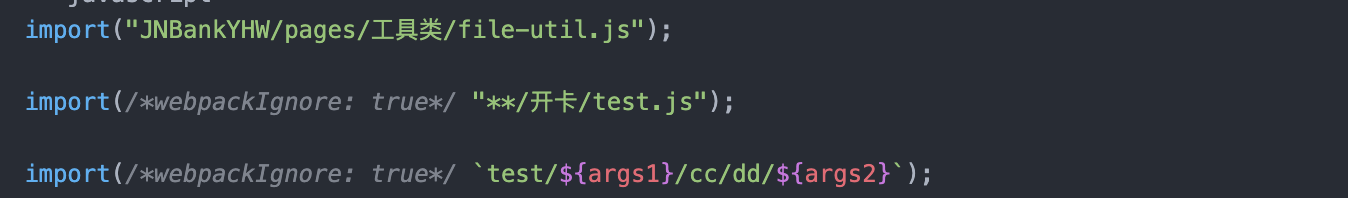 import("JNBankYHW/pages/工具类/file-util.js");
import(/*webpackIgnore: true*/ "**/开卡/test.js");
import(/*webpackIgnore: true*/ `test/${args1}/cc/dd/${args2}`);